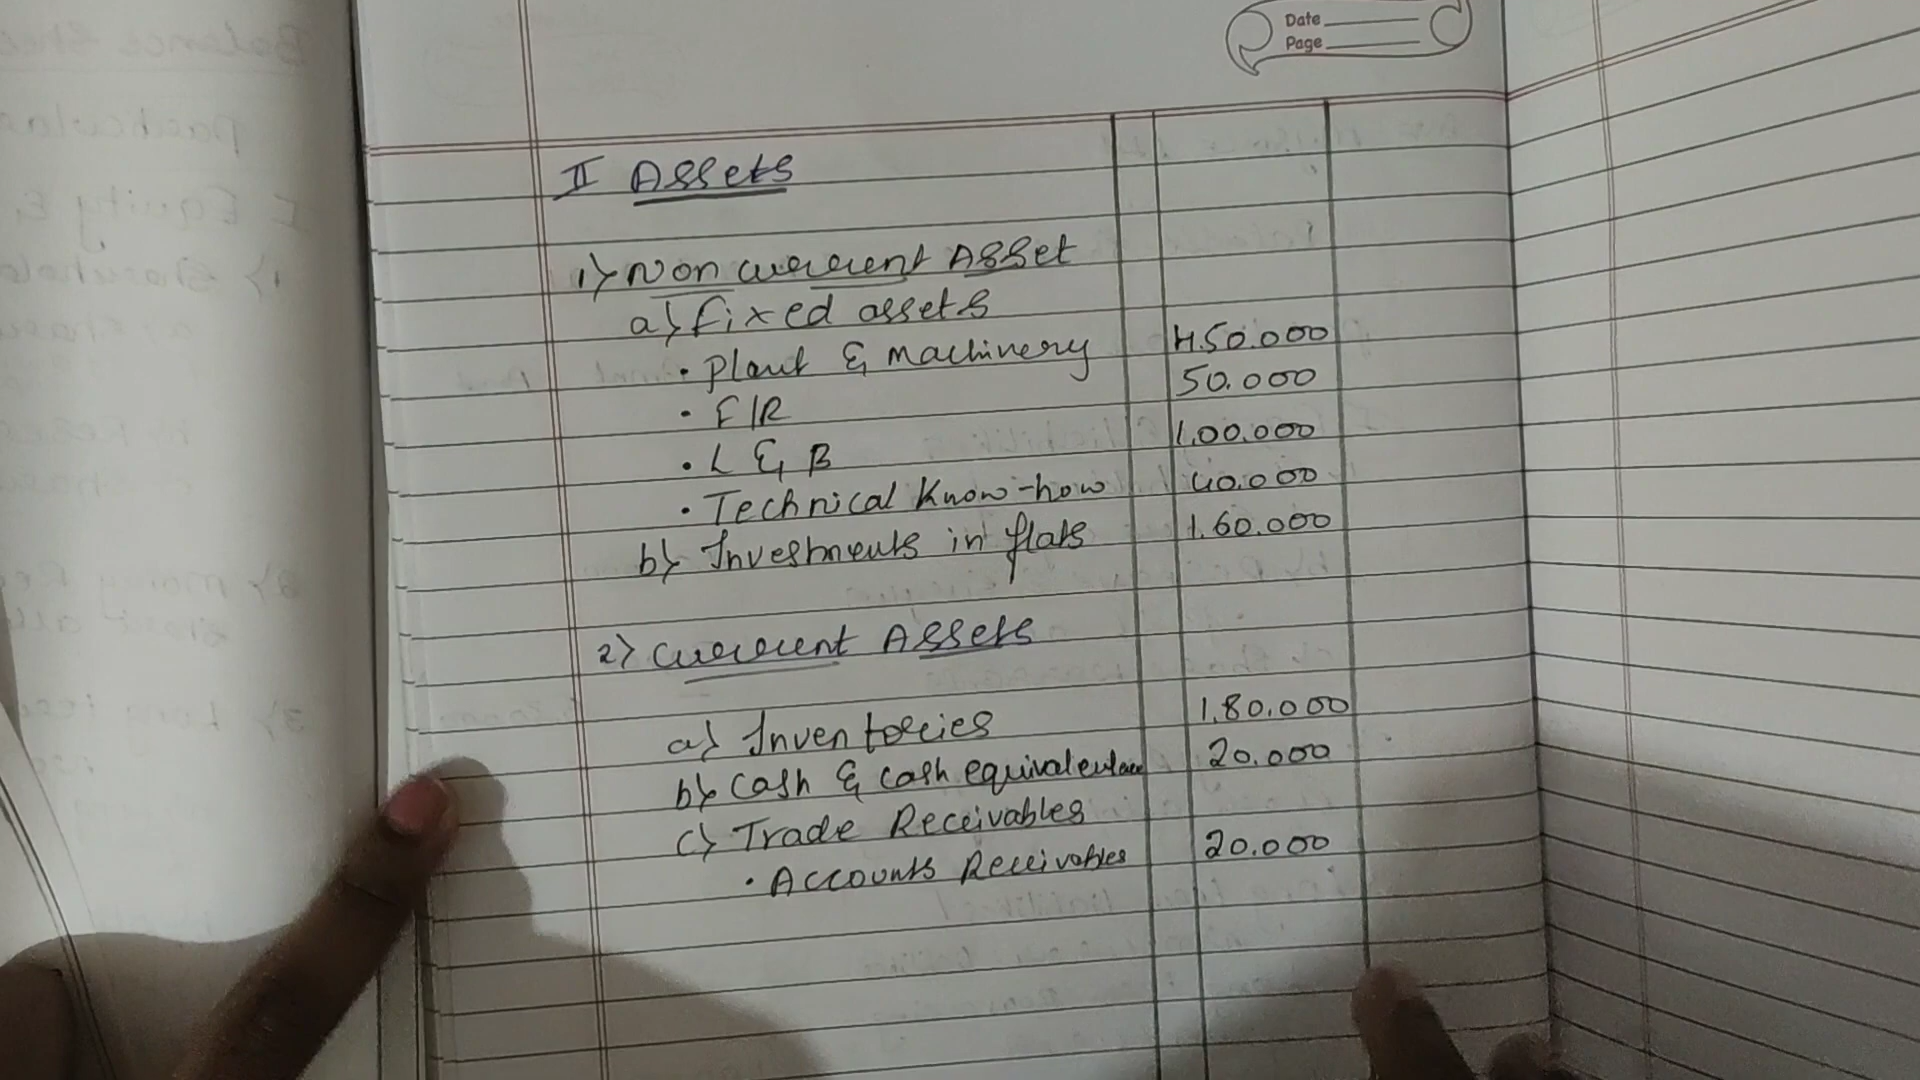 Date
Page
II Assets
1) Non current Asset
a) fixed assets
• Plant & Machinery 4.50.000
• F/R 50.000
• L & B 1,00.000
• Technical Know-how 40.000
b) Investments in flats 1.60.000
2) Current Assets
a) Inventories 1,80.000
b) Cash & cash 20.000
c) Trade Receivables
• Accounts Receivables 20.000